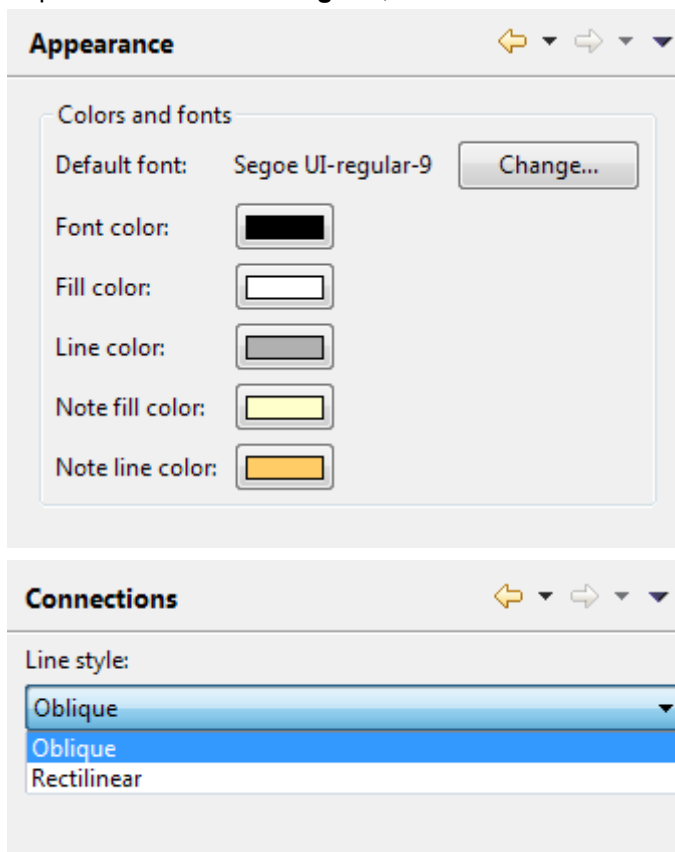 Appearance
Colors and fonts
Default font: Segoe UI-regular-9 Change...
Font color:
Fill color:
Line color:
Note fill color:
Note line color:
Connections
Line style:
Oblique
Oblique
Rectilinear